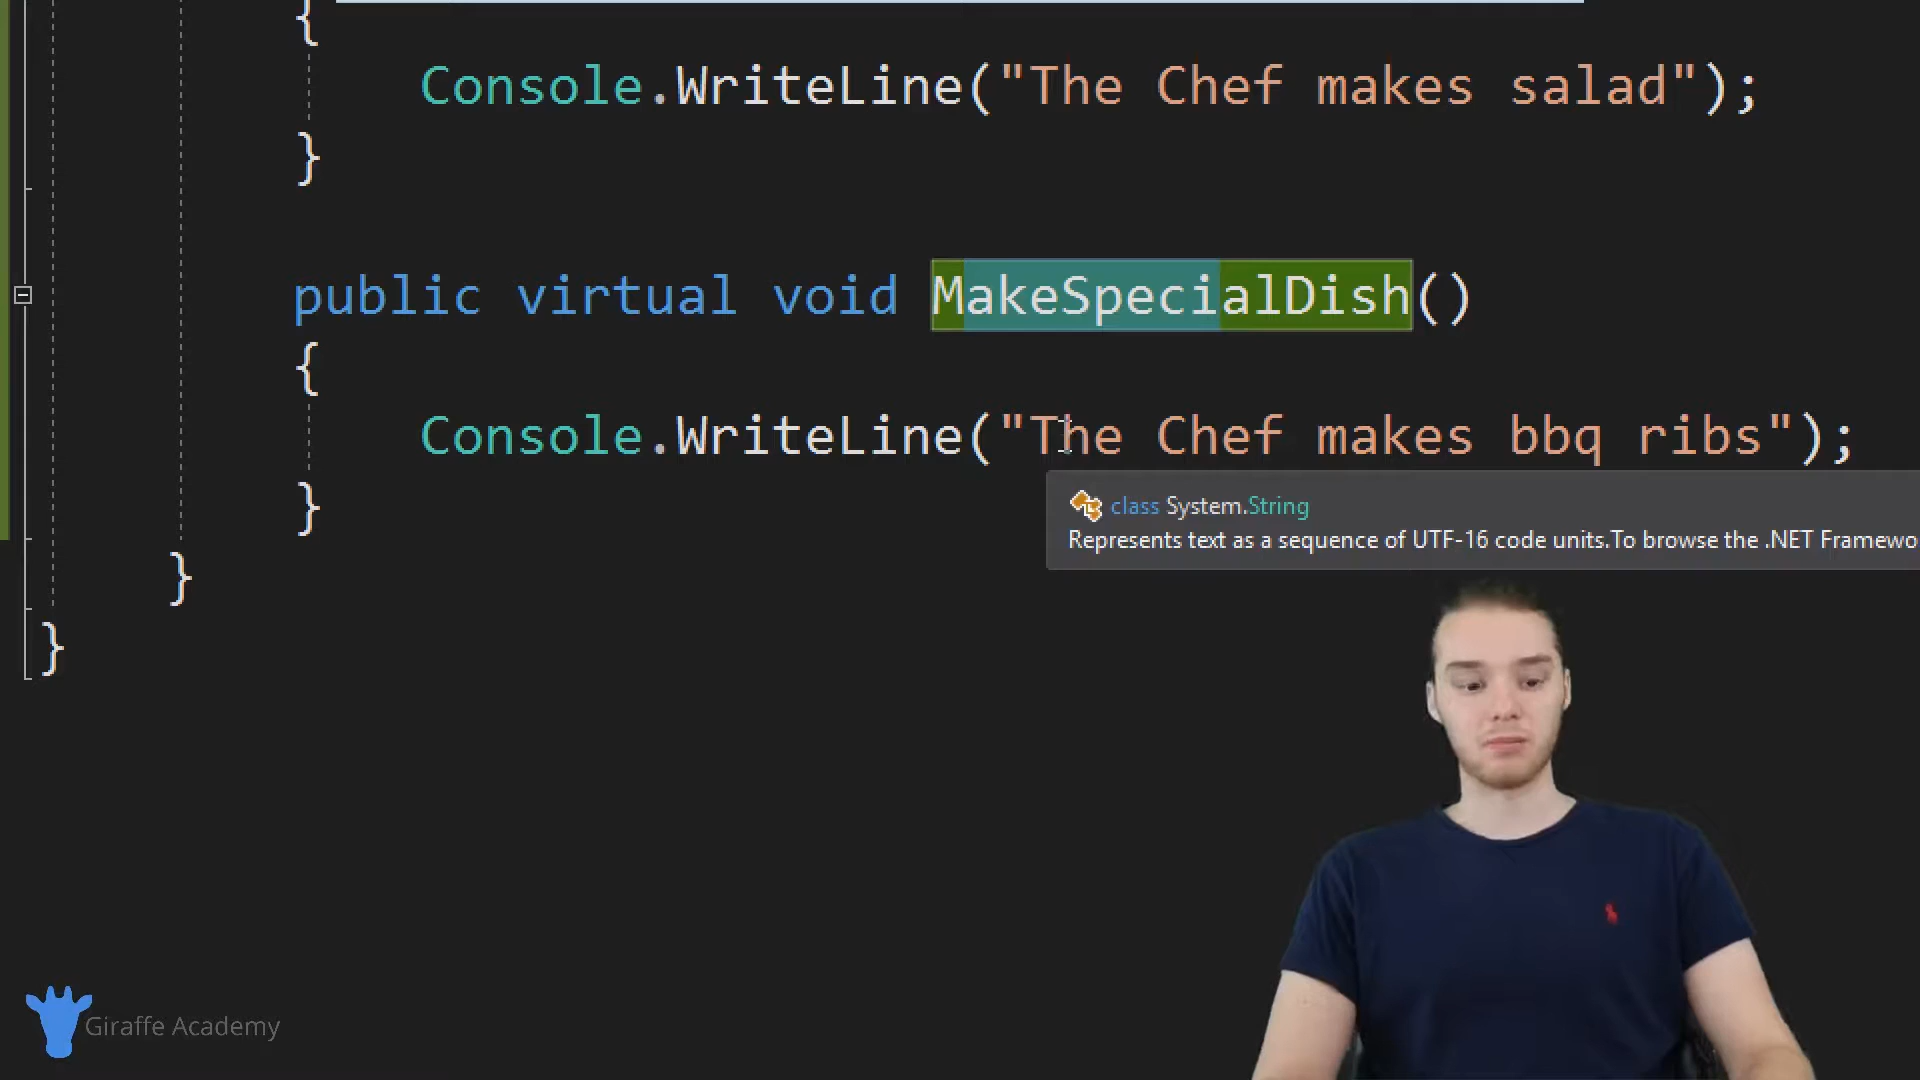 {
Console.WriteLine("The Chef makes salad");
}
public virtual void MakeSpecialDish()
{
Console.WriteLine("The Chef makes bbq ribs");
}
class System.String
Represents text as a sequence of UTF-16 code units.To browse the .NET Framewo
}
}
Giraffe Academy